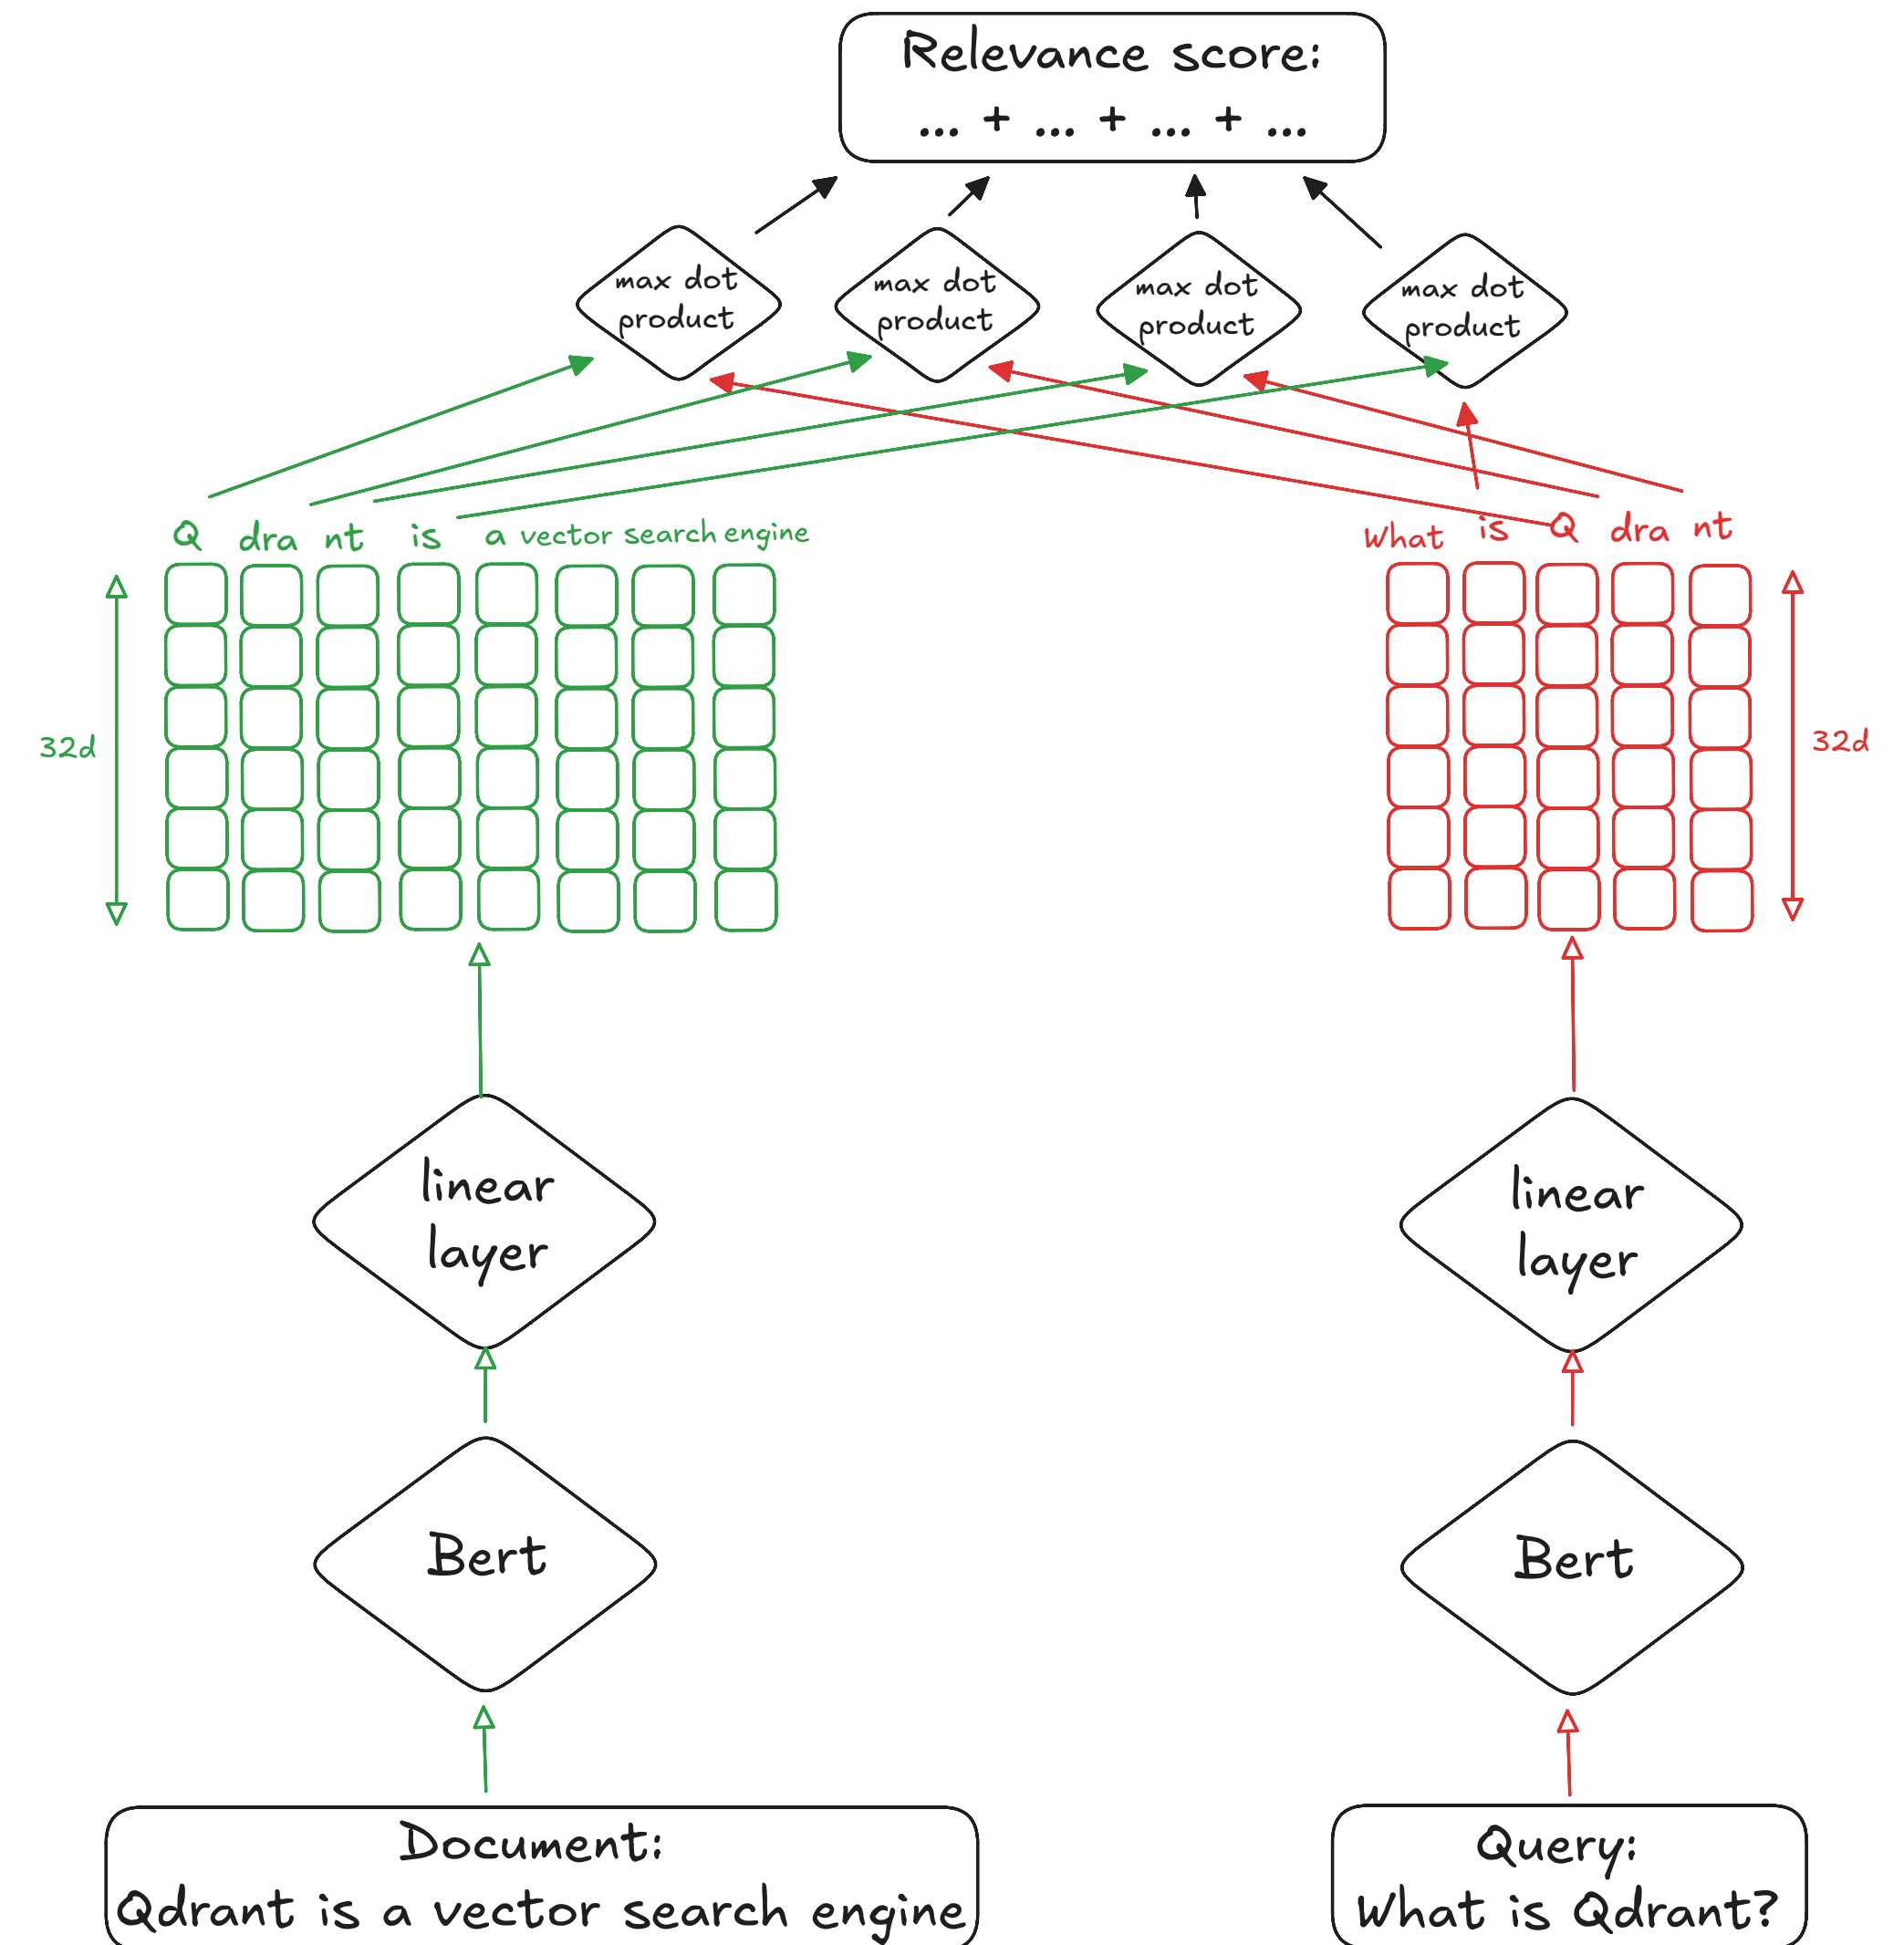 Relevance score:
... + ... + ... + ...
max dot
product
max dot
product
max dot
product
max dot
product
Q dra nt is a vector search engine
What is Q dra nt
32d
32d
linear
layer
linear
layer
Bert
Bert
Document:
Qdrant is a vector search engine
Query:
What is Qdrant?